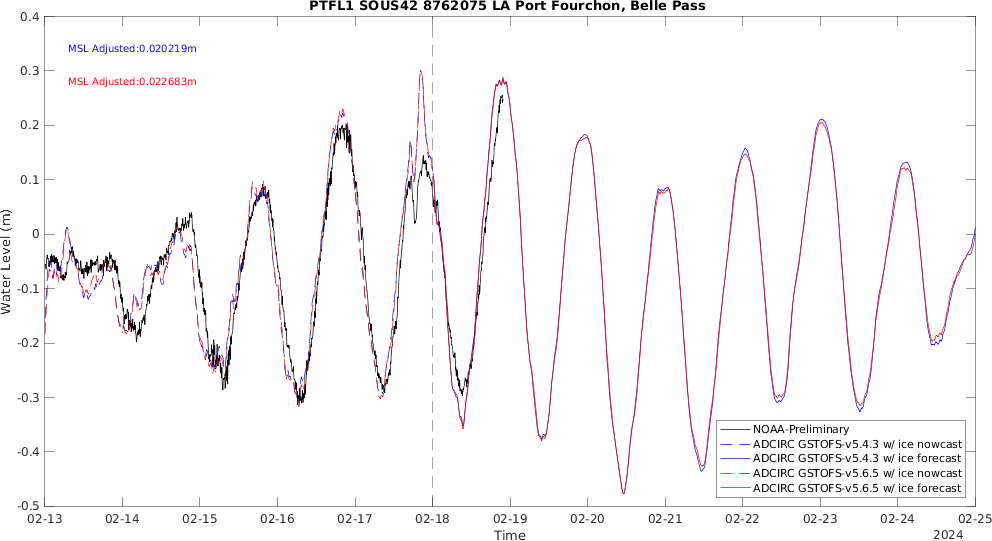 PTFL1 SOUS42 8762075 LA Port Fourchon, Belle Pass
MSL Adjusted:0.020219m
MSL Adjusted:0.022683m
Water Level (m)
0.4
0.3
0.2
0.1
0
-0.1
-0.2
-0.3
-0.4
-0.5
NOAA-Preliminary
ADCIRC GSTOFS-v5.4.3 w/ ice nowcast
ADCIRC GSTOFS-v5.4.3 w/ ice forecast
ADCIRC GSTOFS-v5.6.5 w/ ice nowcast
ADCIRC GSTOFS-v5.6.5 w/ ice forecast
02-13 02-14 02-15 02-16 02-17 02-18 02-19 02-20 02-21 02-22 02-23 02-24 02-25
Time
2024